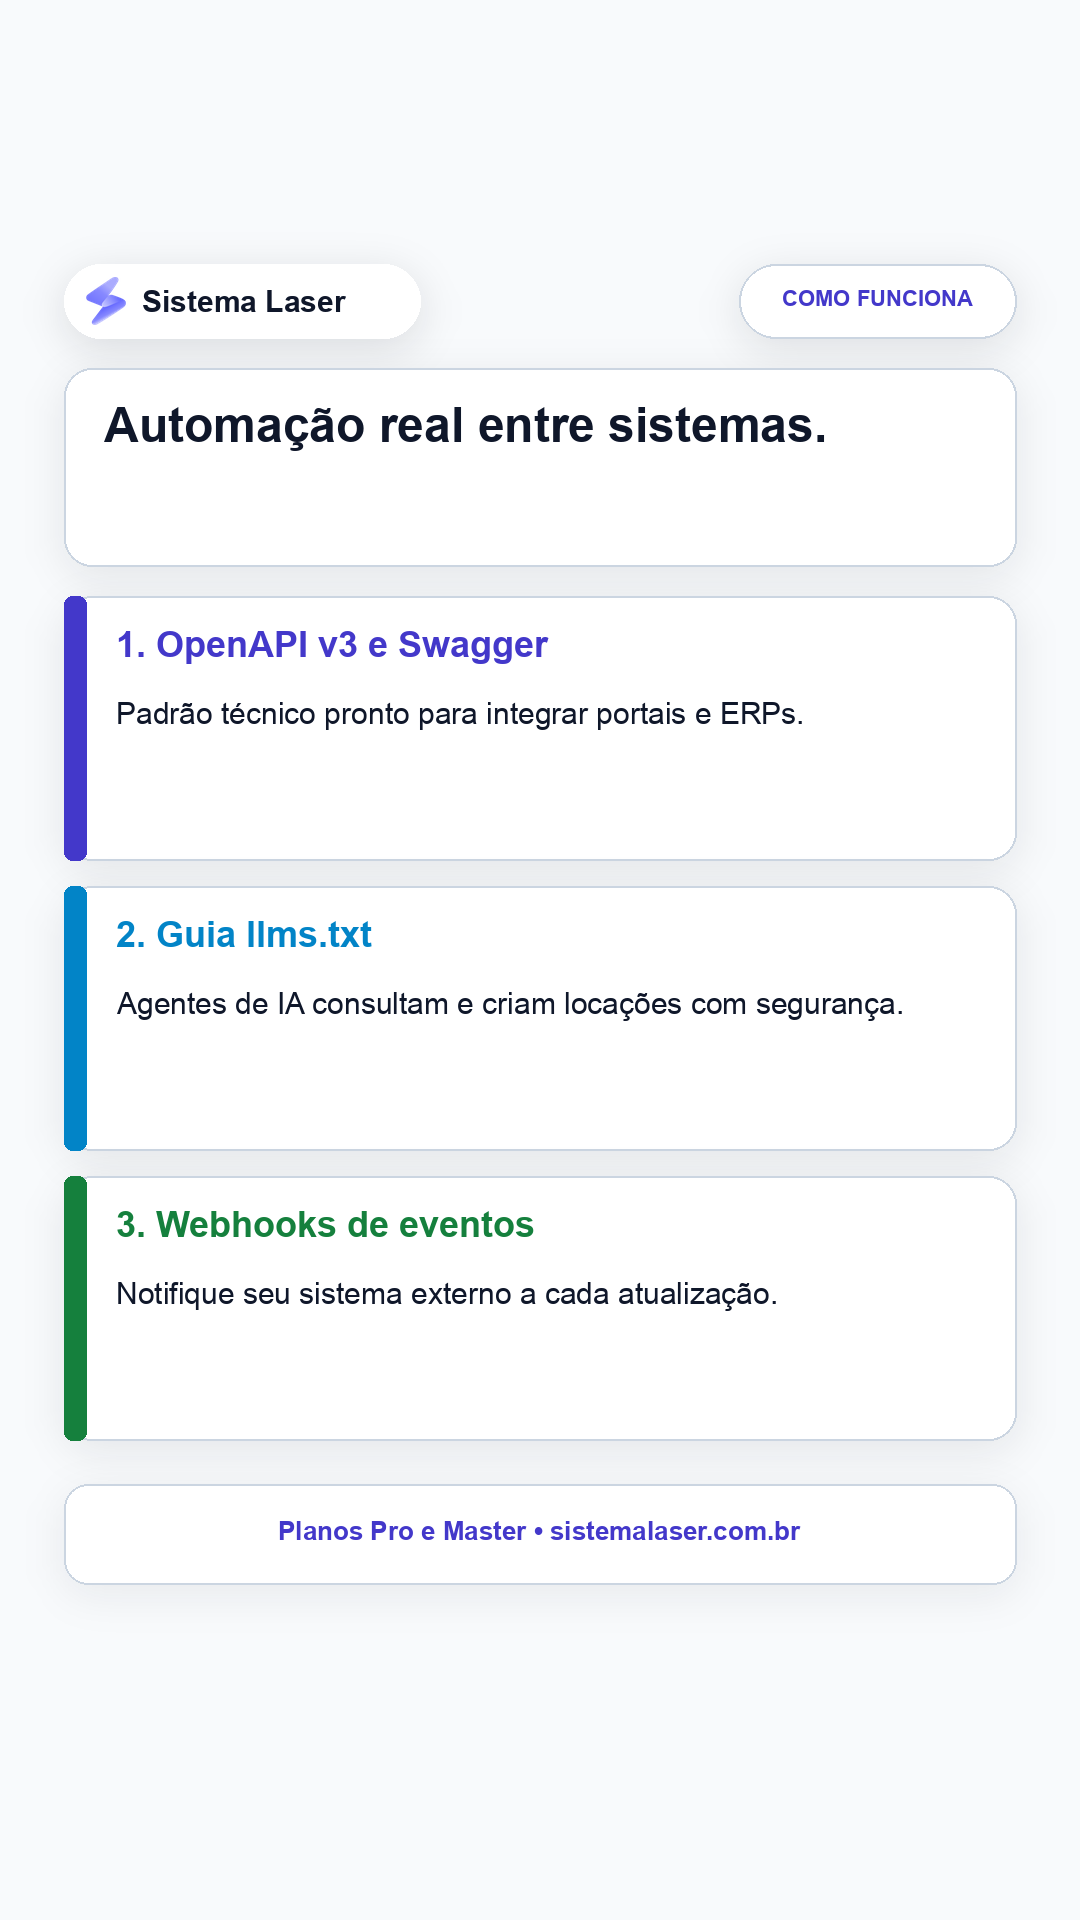 Sistema Laser
COMO FUNCIONA
Automação real entre sistemas.
1. OpenAPI v3 e Swagger
Padrão técnico pronto para integrar portais e ERPs.
2. Guia llms.txt
Agentes de IA consultam e criam locações com segurança.
3. Webhooks de eventos
Notifique seu sistema externo a cada atualização.
Planos Pro e Master • sistemalaser.com.br